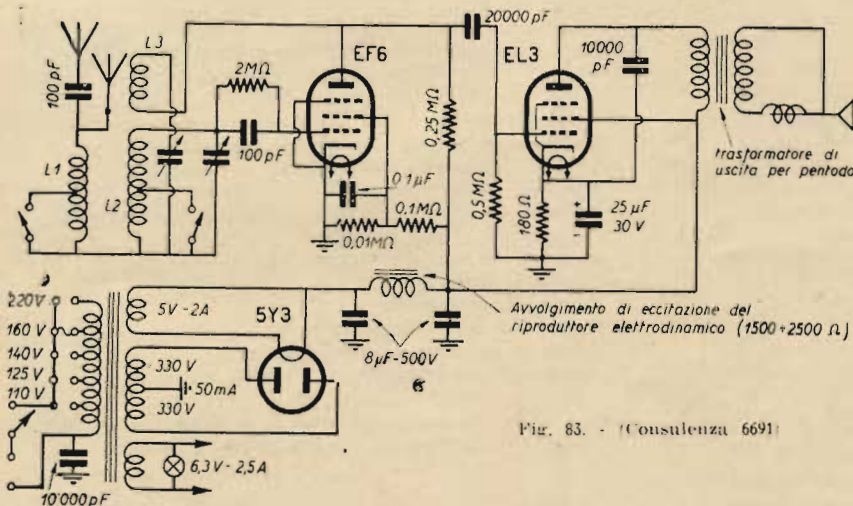 20000 pF
L3
EF6
EL3
10000
pF
2MΩ
100 pF
100 pF
0,25 MΩ
trasformatore di
uscita per pentodo
L1
L2
0,1 μF
0,1MΩ
0,01MΩ
0,5 MΩ
180 Ω
+
25 μF
30 V
-
220V
160 V
140V
125 V
110 V
5V-2A
5Y3
Avvolgimento di eccitazione del
riproduttore elettrodinamico (1500÷2500 Ω)
8μF-500V
330 V
50mA
330 V
6,3V-2,5A
10'000pF
Fig. 83. - (Consulenza 6691)